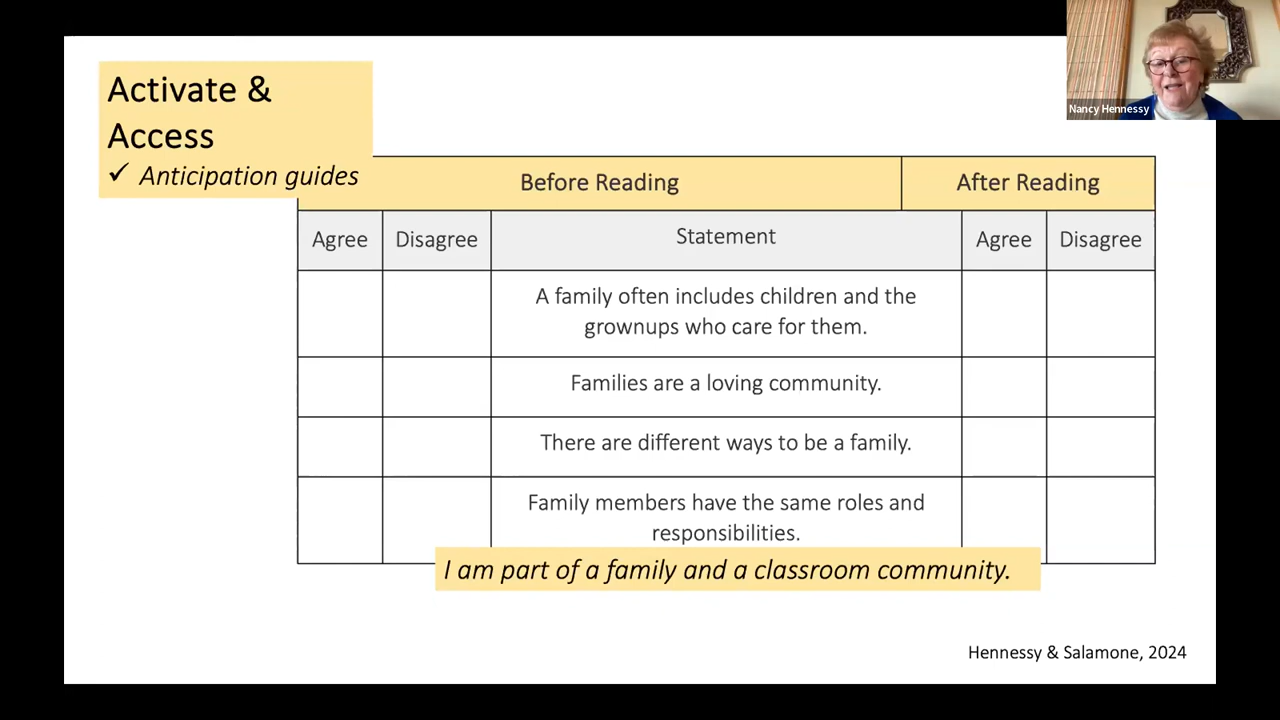 Activate &
Access
✓ Anticipation guides
Nancy Hennessy
Before Reading
After Reading
Agree
Disagree
Statement
Agree
Disagree
A family often includes children and the
grownups who care for them.
Families are a loving community.
There are different ways to be a family.
Family members have the same roles and
responsibilities.
I am part of a family and a classroom community.
Hennessy & Salamone, 2024